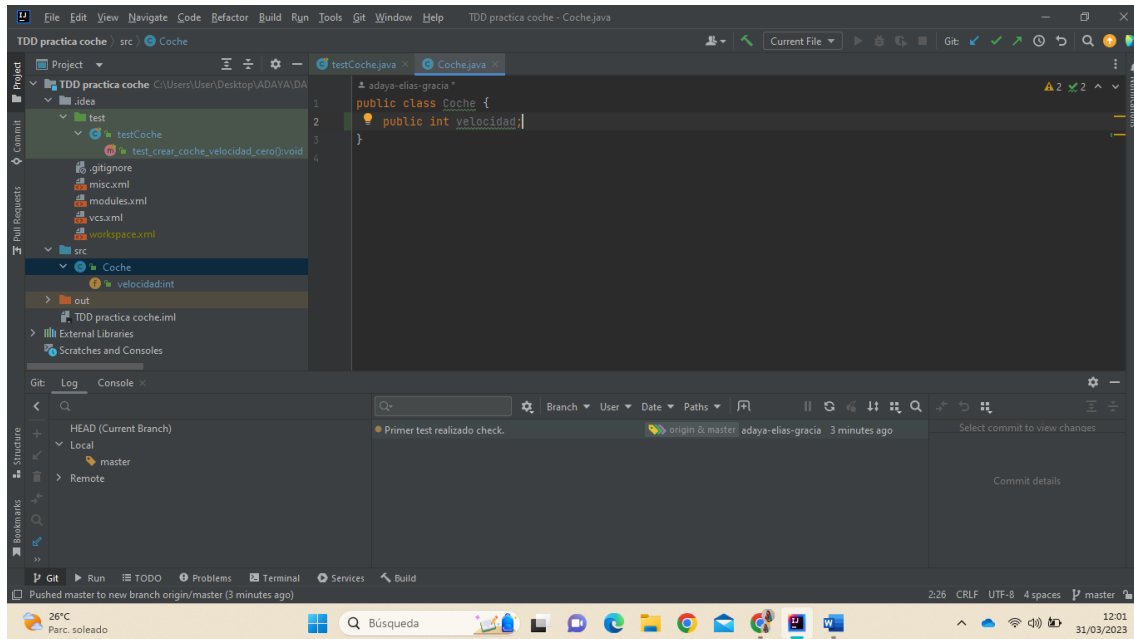 File Edit View Navigate Code Refactor Build Run Tools Git Window Help TDD practica coche - Coche.java
TDD practica coche src Coche Current File Git:
Project testCoche.java Coche.java
TDD practica coche C:\Users\User\Desktop\ADAYA\DA
.idea
test
testCoche
test_crear_coche_velocidad_cero():void
.gitignore
misc.xml
modules.xml
vcs.xml
workspace.xml
src
Coche
velocidad:int
out
TDD practica coche.iml
External Libraries
Scratches and Consoles
adaya-elias-gracia *
2 2
1 public class Coche {
2 public int velocidad;
3 }
4
Project
Commit
Pull Requests
Structure
Bookmarks
Notifications
Git: Log Console
Branch User Date Paths
HEAD (Current Branch)
Local
master
Remote
Primer test realizado check. origin & master adaya-elias-gracia 3 minutes ago
Select commit to view changes
Commit details
Git Run TODO Problems Terminal Services Build
Pushed master to new branch origin/master (3 minutes ago) 2:26 CRLF UTF-8 4 spaces master
26°C
Parc. soleado
Búsqueda
12:01
31/03/2023